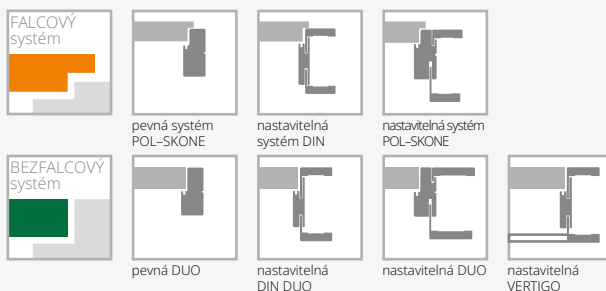 FALCOVÝ
systém
pevná systém
POL–SKONE
nastavitelná
systém DIN
nastavitelná systém
POL–SKONE
BEZFALCOVÝ
systém
pevná DUO
nastavitelná
DIN DUO
nastavitelná DUO
nastavitelná
VERTIGO